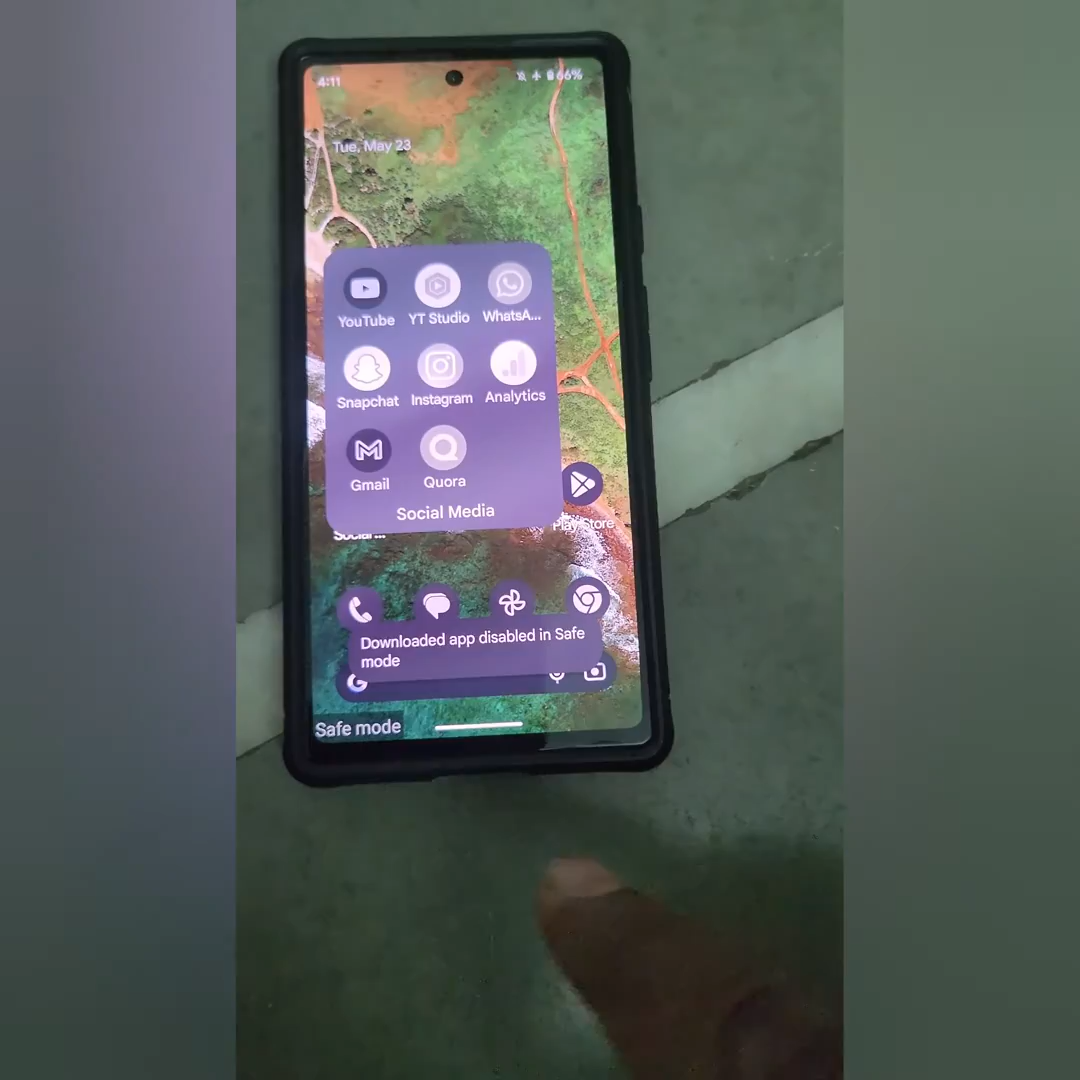 4:11
66%
Tue, May 23
YouTube
YT Studio
WhatsA...
Snapchat
Instagram
Analytics
Gmail
Quora
Social Media
Play Store
Social ...
Downloaded app disabled in Safe
mode
Safe mode